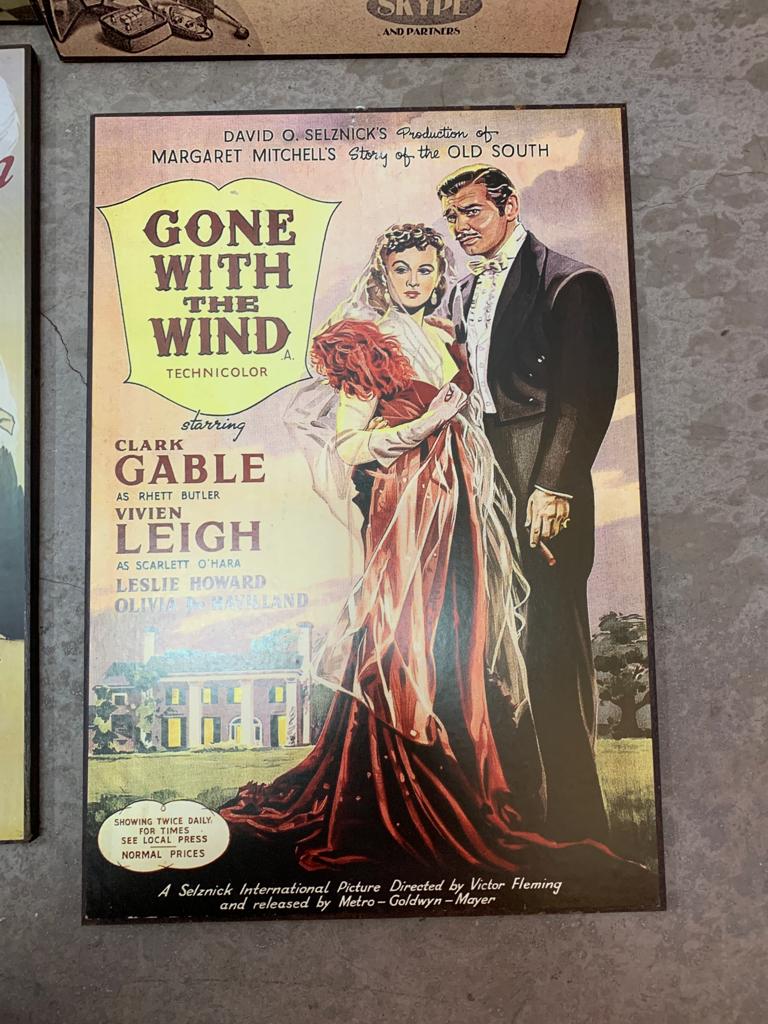 SKYPE
AND PARTNERS
DAVID O. SELZNICK'S Production of
MARGARET MITCHELL'S Story of the OLD SOUTH
GONE
WITH
THE
WIND
.A.
TECHNICOLOR
starring
CLARK
GABLE
AS RHETT BUTLER
VIVIEN
LEIGH
AS SCARLETT O'HARA
LESLIE HOWARD
OLIVIA De HAVILLAND
SHOWING TWICE DAILY,
FOR TIMES
SEE LOCAL PRESS
NORMAL PRICES
A Selznick International Picture Directed by Victor Fleming
and released by Metro-Goldwyn-Mayer